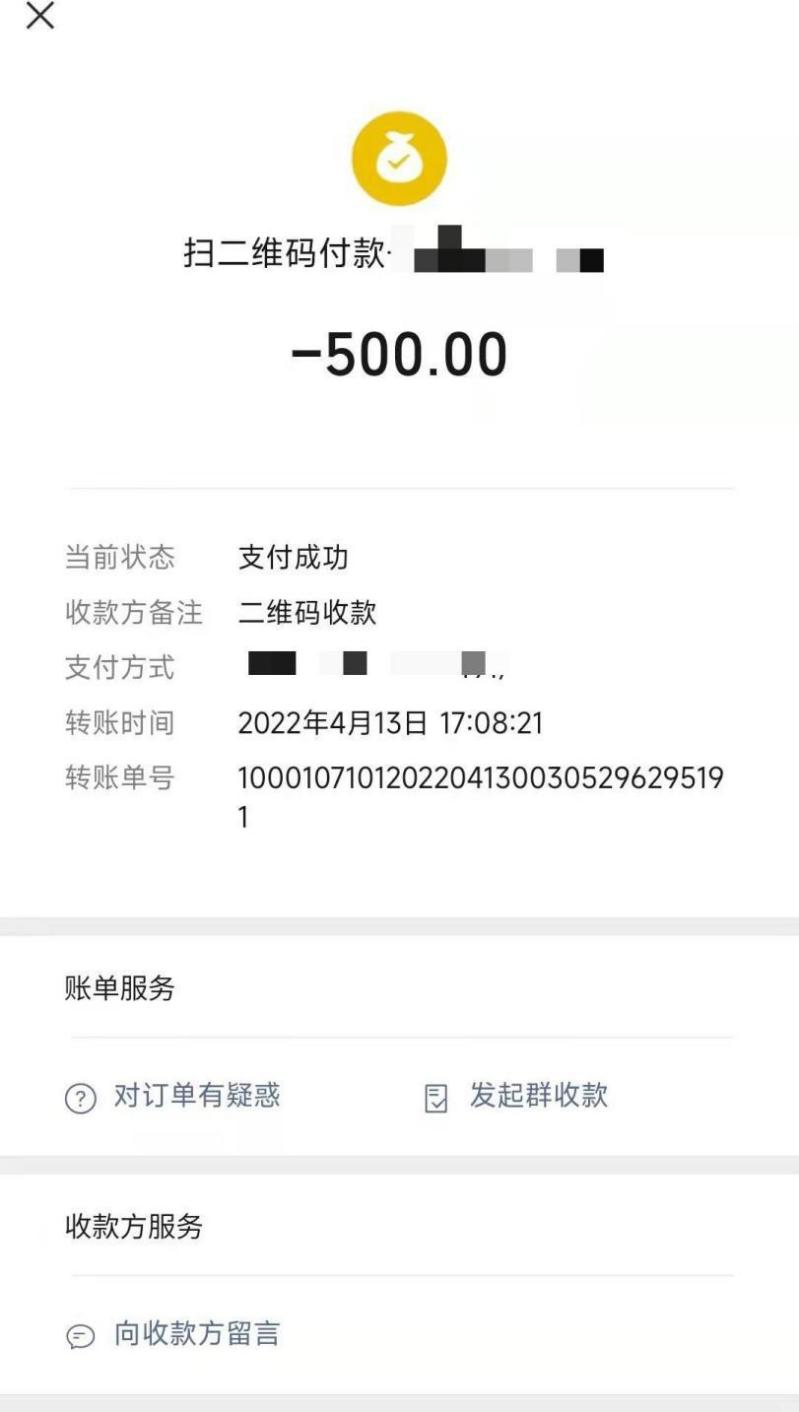 扫二维码付款·
-500.00
当前状态 支付成功
收款方备注 二维码收款
支付方式
转账时间 2022年4月13日 17:08:21
转账单号 1000107101202204130030529629519
1
账单服务
对订单有疑惑 发起群收款
收款方服务
向收款方留言